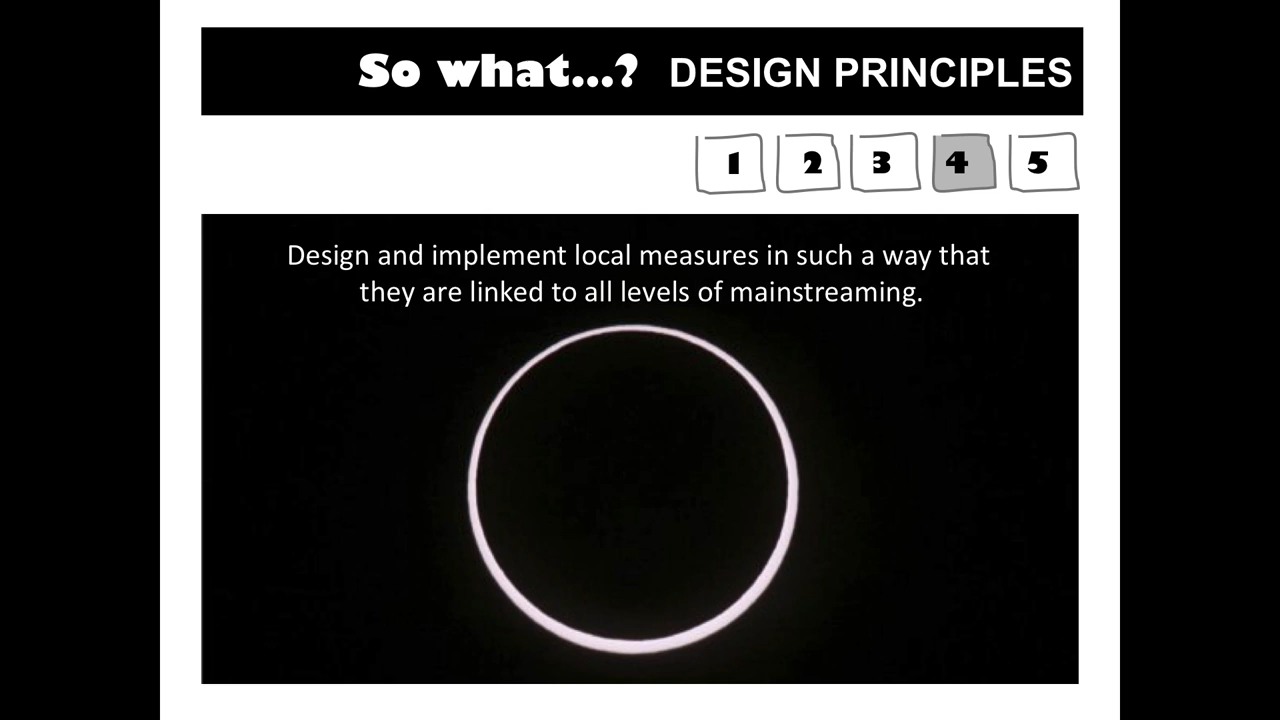 So what...? DESIGN PRINCIPLES
1 2 3 4 5
Design and implement local measures in such a way that
they are linked to all levels of mainstreaming.